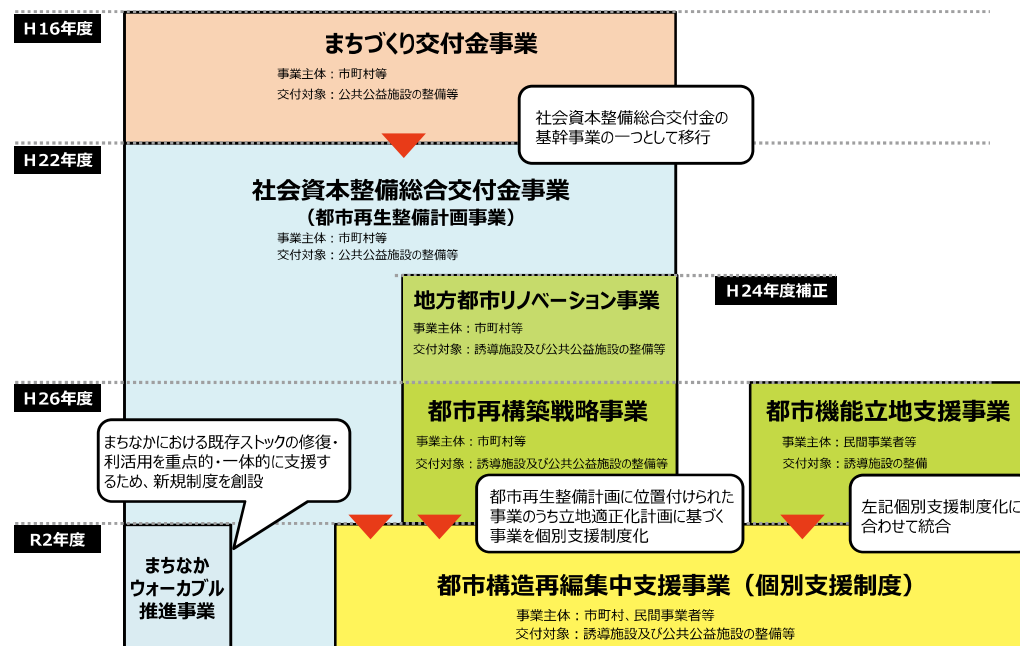 H16年度
まちづくり交付金事業
事業主体：市町村等
交付対象：公共公益施設の整備等
社会資本整備総合交付金の
基幹事業の一つとして移行
H22年度
社会資本整備総合交付金事業
（都市再生整備計画事業）
事業主体：市町村等
交付対象：公共公益施設の整備等
H24年度補正
地方都市リノベーション事業
事業主体：市町村等
交付対象：誘導施設及び公共公益施設の整備等
H26年度
都市再構築戦略事業
事業主体：市町村等
交付対象：誘導施設及び公共公益施設の整備等
都市機能立地支援事業
事業主体：民間事業者等
交付対象：誘導施設の整備
まちなかにおける既存ストックの修復・
利活用を重点的・一体的に支援す
るため、新規制度を創設
都市再生整備計画に位置付けられた
事業のうち立地適正化計画に基づく
事業を個別支援制度化
左記個別支援制度化に
合わせて統合
R2年度
まちなか
ウォーカブル
推進事業
都市構造再編集中支援事業（個別支援制度）
事業主体：市町村、民間事業者等
交付対象：誘導施設及び公共公益施設の整備等